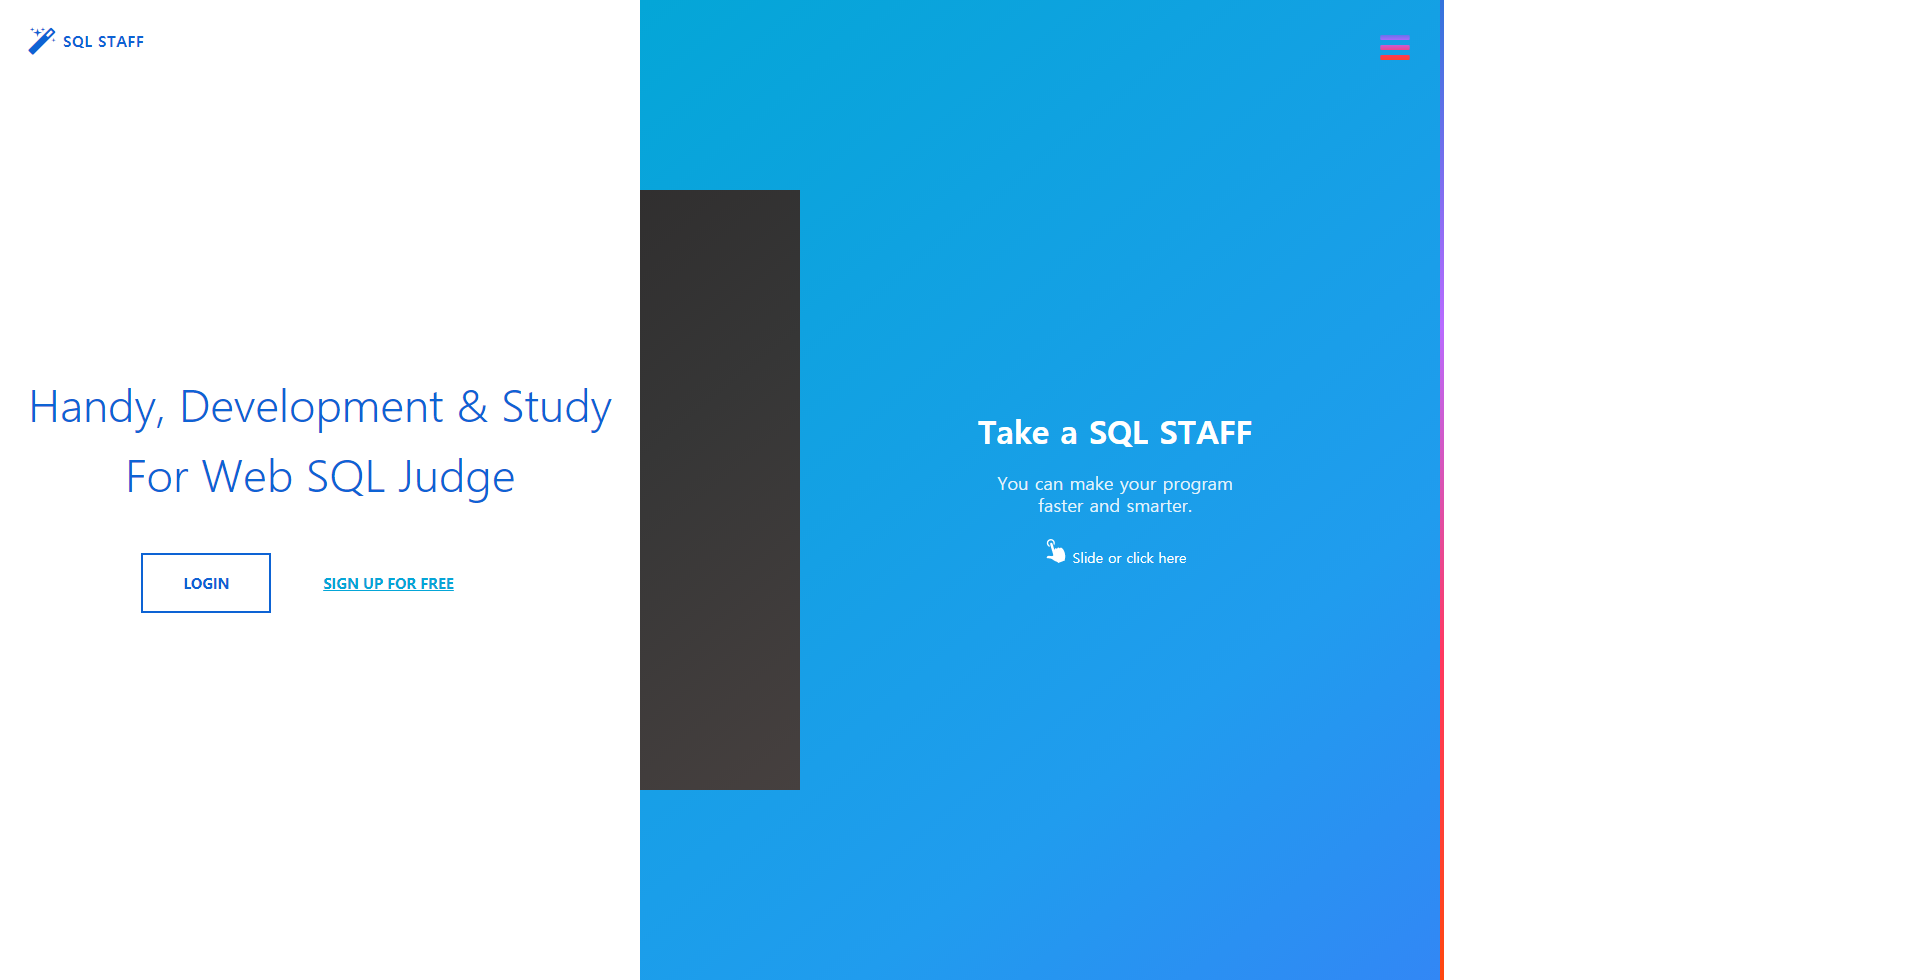 SQL STAFF
Handy, Development & Study
For Web SQL Judge
LOGIN
SIGN UP FOR FREE
Take a SQL STAFF
You can make your program
faster and smarter.
Slide or click here